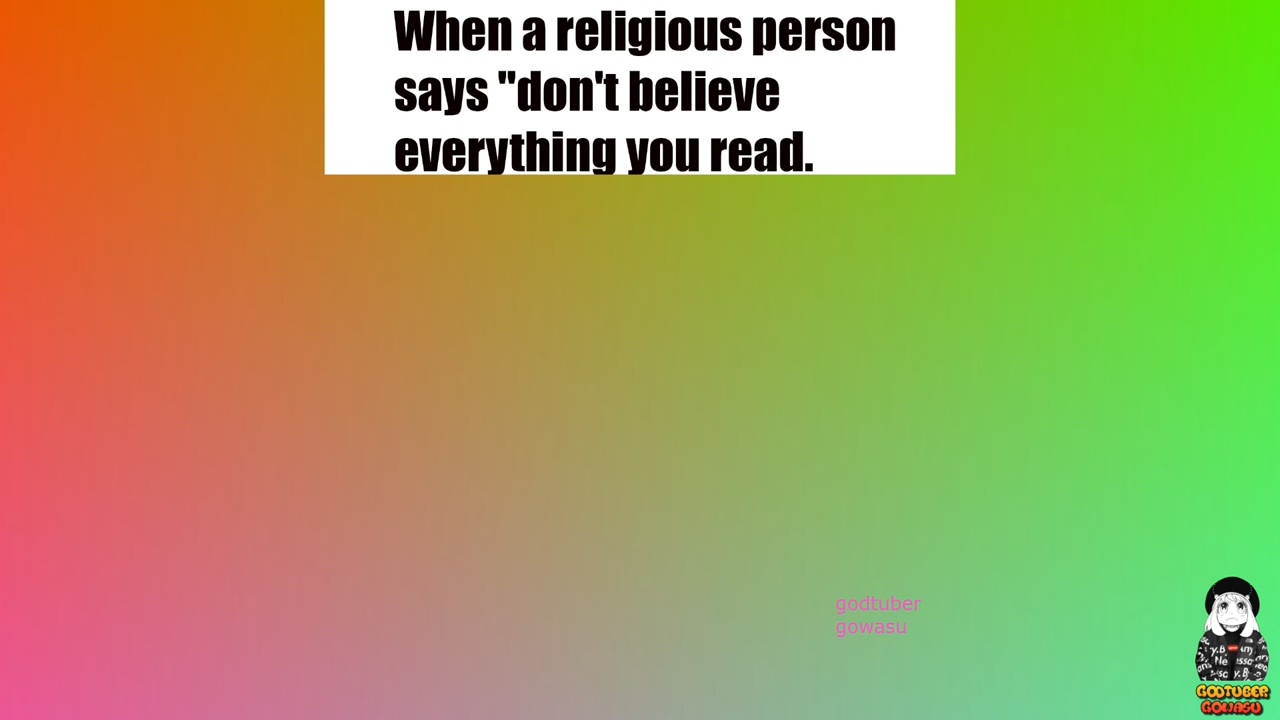 When a religious person
says "don't believe
everything you read.
godtuber
gowasu
GODTUBER
GOWASU